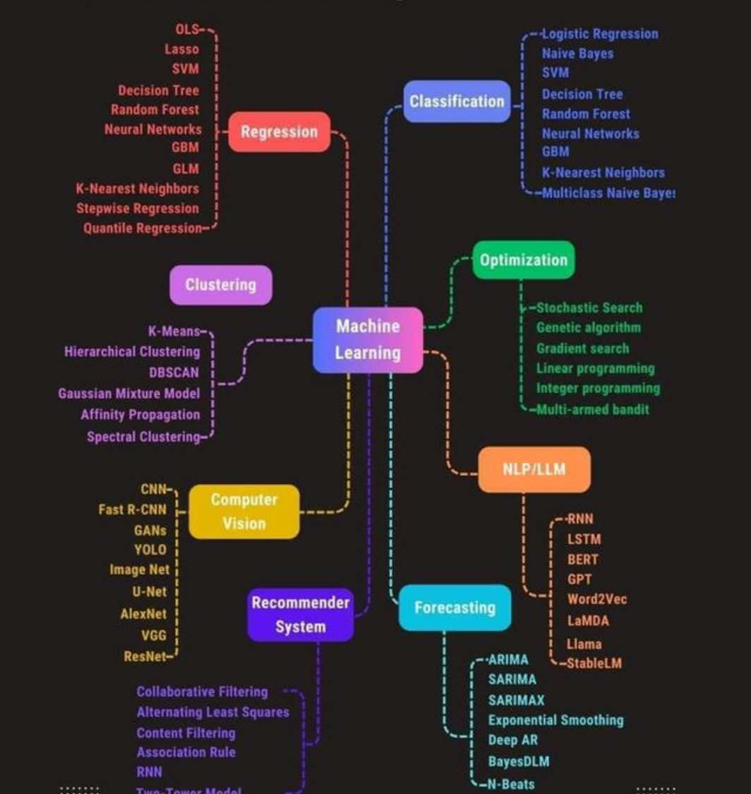 Regression
OLS
Lasso
SVM
Decision Tree
Random Forest
Neural Networks
GBM
GLM
K-Nearest Neighbors
Stepwise Regression
Quantile Regression
Classification
Logistic Regression
Naive Bayes
SVM
Decision Tree
Random Forest
Neural Networks
GBM
K-Nearest Neighbors
Multiclass Naive Bayes
Optimization
Stochastic Search
Genetic algorithm
Gradient search
Linear programming
Integer programming
Multi-armed bandit
Clustering
K-Means
Hierarchical Clustering
DBSCAN
Gaussian Mixture Model
Affinity Propagation
Spectral Clustering
Machine
Learning
NLP/LLM
RNN
LSTM
BERT
GPT
Word2Vec
LaMDA
Llama
StableLM
Computer
Vision
CNN
Fast R-CNN
GANs
YOLO
Image Net
U-Net
AlexNet
VGG
ResNet
Recommender
System
Collaborative Filtering
Alternating Least Squares
Content Filtering
Association Rule
RNN
Two-Tower Model
Forecasting
ARIMA
SARIMA
SARIMAX
Exponential Smoothing
Deep AR
BayesDLM
N-Beats